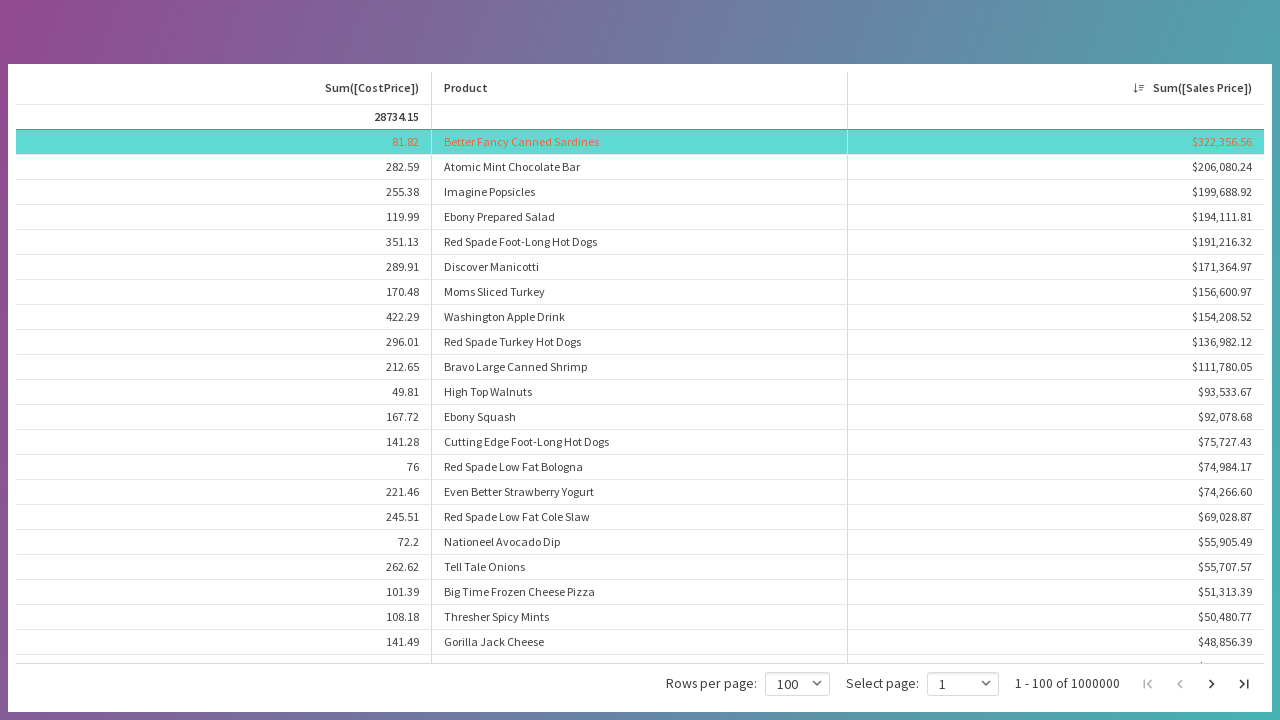 Sum([CostPrice]) Product Sum([Sales Price])
28734.15
81.82 Better Fancy Canned Sardines $322,356.56
282.59 Atomic Mint Chocolate Bar $206,080.24
255.38 Imagine Popsicles $199,688.92
119.99 Ebony Prepared Salad $194,111.81
351.13 Red Spade Foot-Long Hot Dogs $191,216.32
289.91 Discover Manicotti $171,364.97
170.48 Moms Sliced Turkey $156,600.97
422.29 Washington Apple Drink $154,208.52
296.01 Red Spade Turkey Hot Dogs $136,982.12
212.65 Bravo Large Canned Shrimp $111,780.05
49.81 High Top Walnuts $93,533.67
167.72 Ebony Squash $92,078.68
141.28 Cutting Edge Foot-Long Hot Dogs $75,727.43
76 Red Spade Low Fat Bologna $74,984.17
221.46 Even Better Strawberry Yogurt $74,266.60
245.51 Red Spade Low Fat Cole Slaw $69,028.87
72.2 Nationeel Avocado Dip $55,905.49
262.62 Tell Tale Onions $55,707.57
101.39 Big Time Frozen Cheese Pizza $51,313.39
108.18 Thresher Spicy Mints $50,480.77
141.49 Gorilla Jack Cheese $48,856.39
Rows per page: 100 Select page: 1 1 - 100 of 1000000